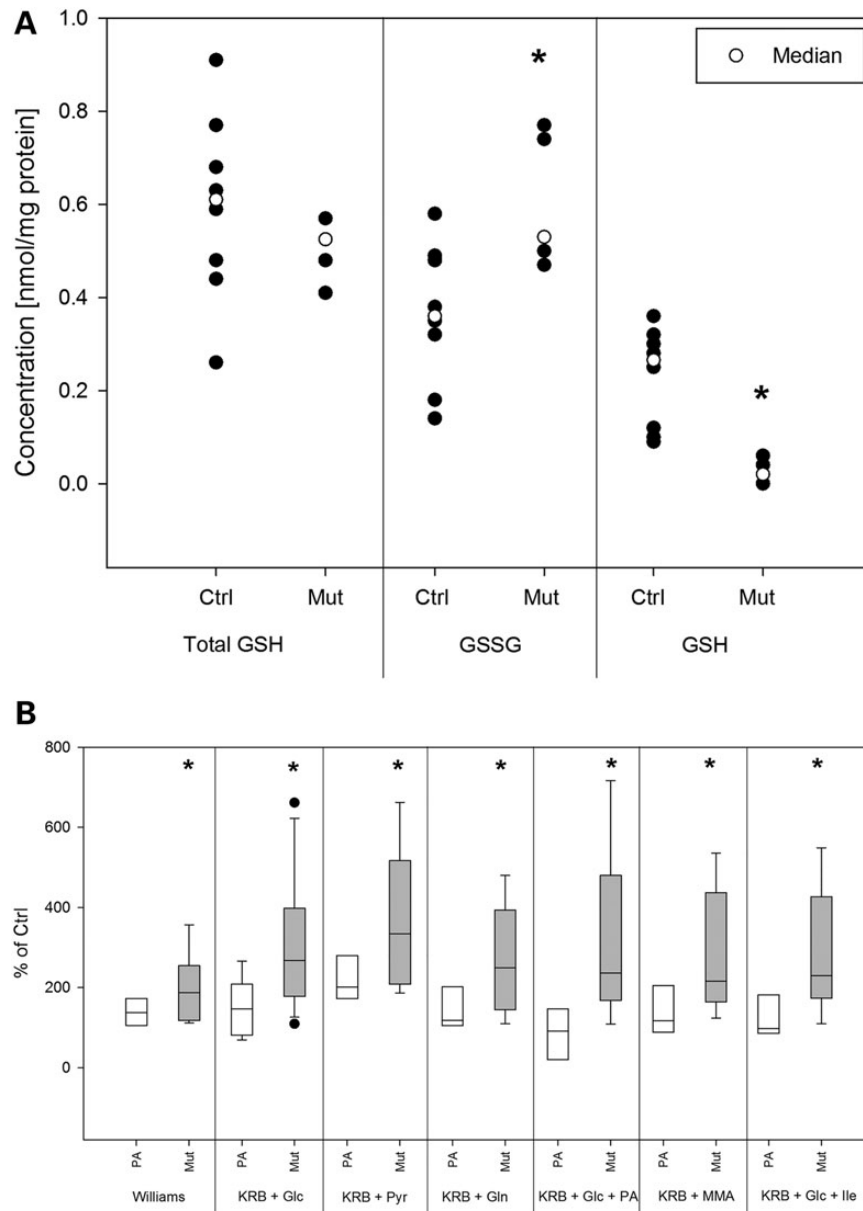 A
1.0
Median
*
0.8
0.6
0.4
*
0.2
0.0
Concentration [nmol/mg protein]
Ctrl Mut Ctrl Mut Ctrl Mut
Total GSH GSSG GSH
B
800
* * * * * * *
600
400
200
0
% of Ctrl
PA Mut PA Mut PA Mut PA Mut PA Mut PA Mut PA Mut
Williams KRB + Glc KRB + Pyr KRB + Gln KRB + Glc + PA KRB + MMA KRB + Glc + Ile